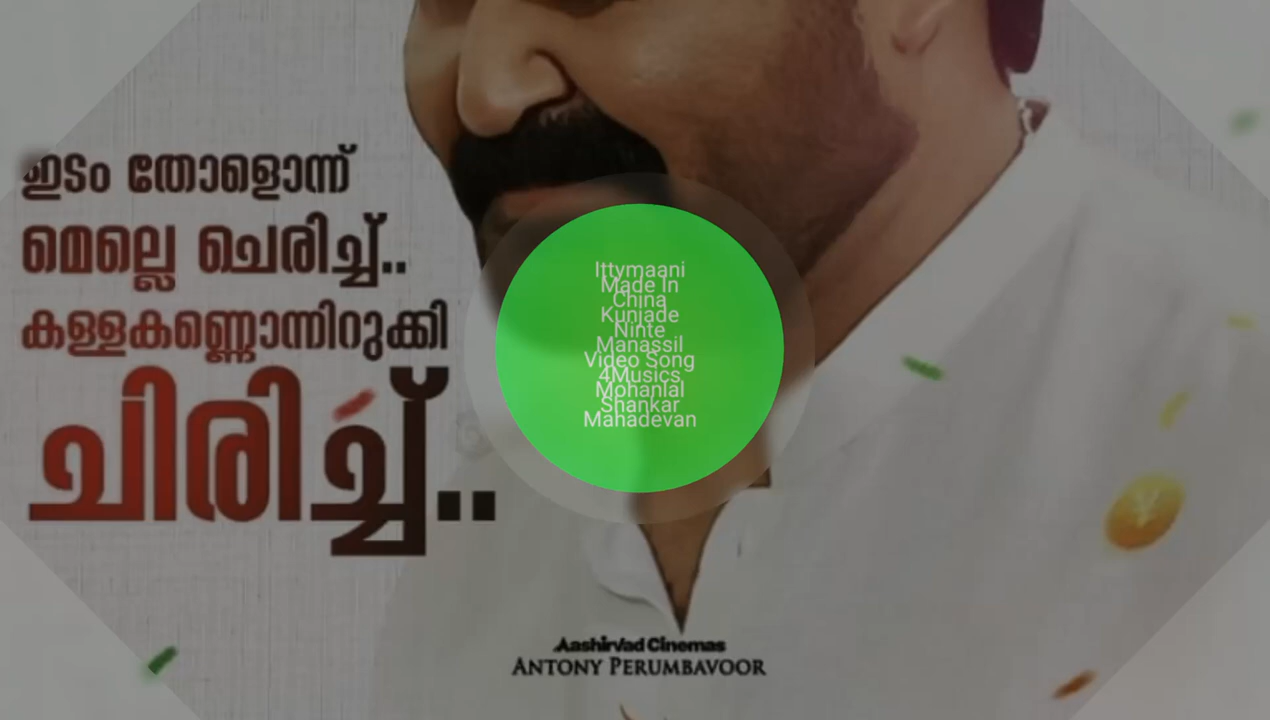 ഇടം തോളൊന്ന്
മെല്ലെ ചെരിച്ച്..
കള്ളകണ്ണൊന്നിറുക്കി
ചിരിച്ച്..
Ittymaani
Made In
China
Kunjade
Ninte
Manassil
Video Song
4Musics
Mohanlal
Shankar
Mahadevan
Aashirvad Cinemas
ANTONY PERUMBAVOOR